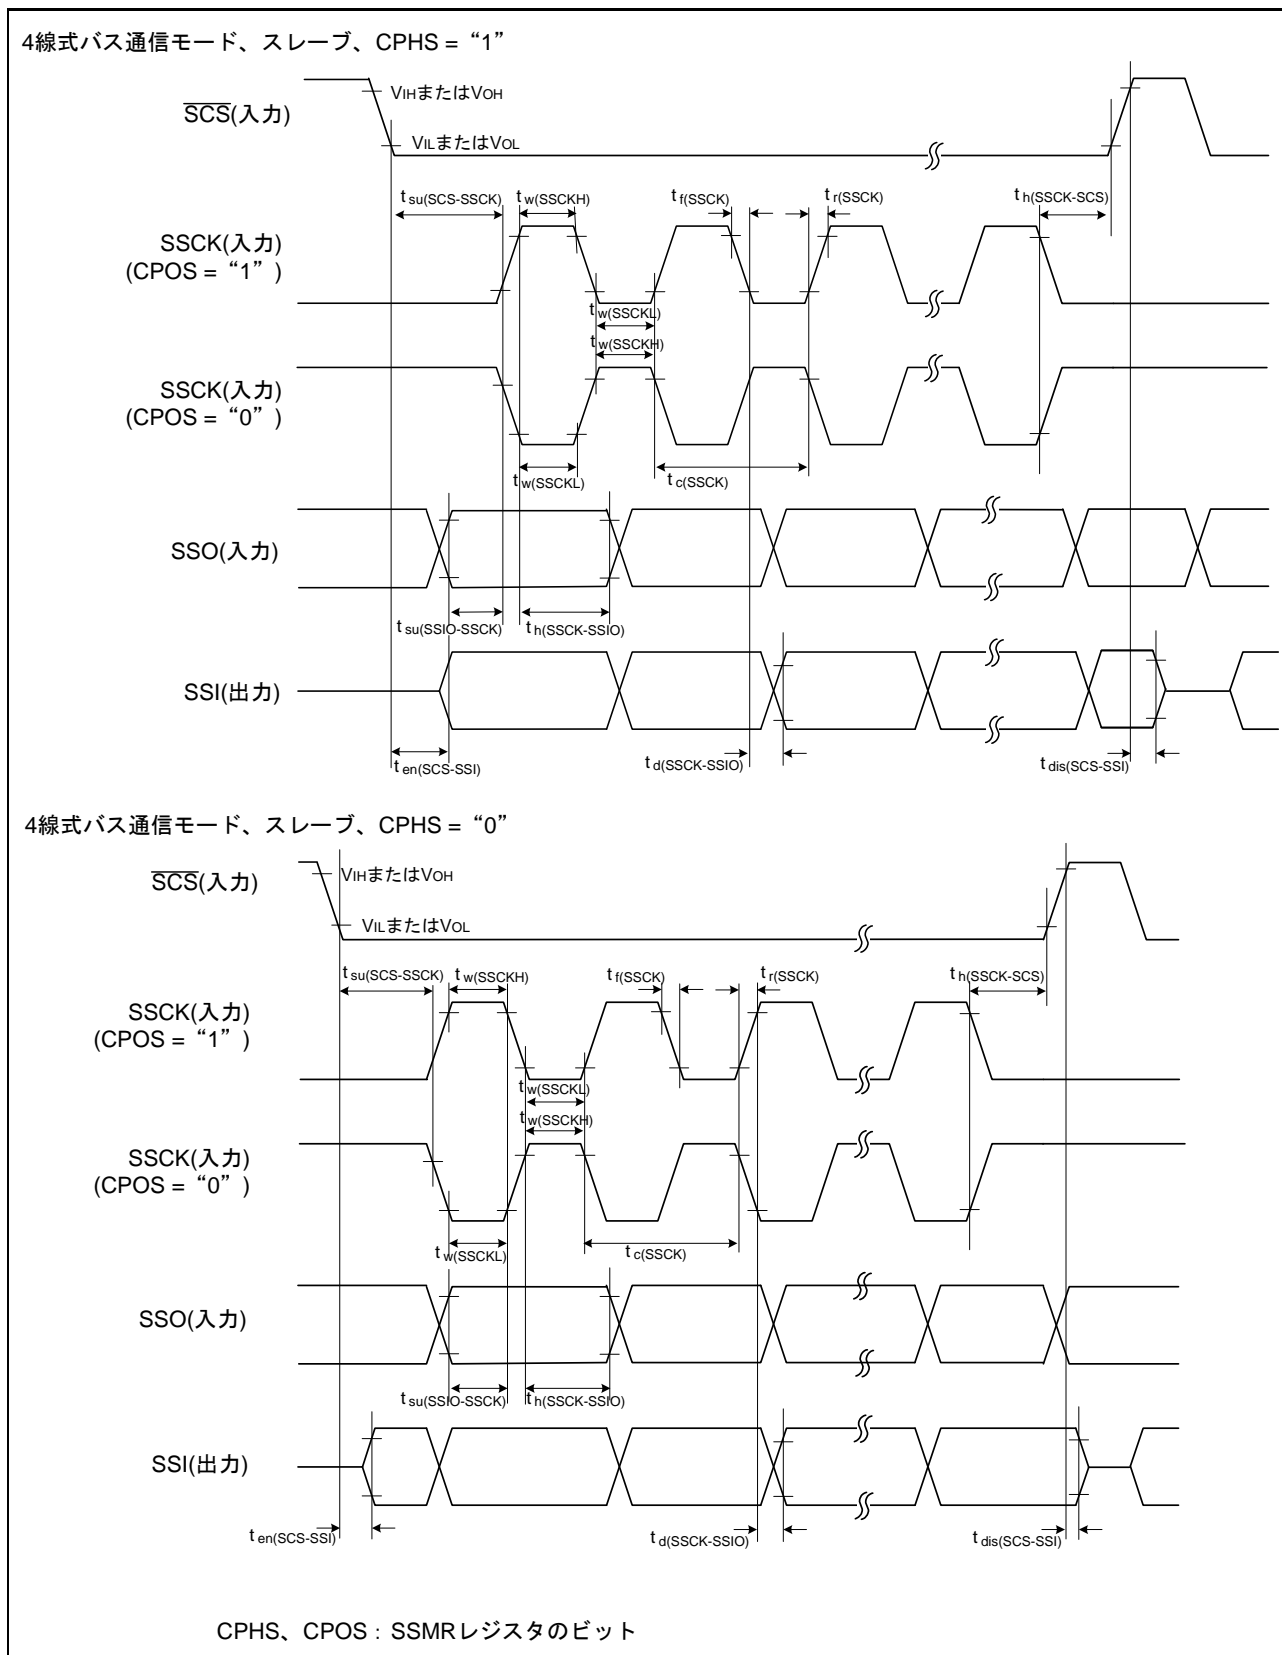 4線式バス通信モード、スレーブ、CPHS = “1”
VIHまたはVOH
SCS(入力)
VILまたはVOL
tsu(SCS-SSCK)
tw(SSCKH)
tf(SSCK)
tr(SSCK)
th(SSCK-SCS)
SSCK(入力)
(CPOS = “1” )
tw(SSCKL)
tw(SSCKH)
SSCK(入力)
(CPOS = “0” )
tw(SSCKL)
tc(SSCK)
SSO(入力)
tsu(SSIO-SSCK)
th(SSCK-SSIO)
SSI(出力)
ten(SCS-SSI)
td(SSCK-SSIO)
tdis(SCS-SSI)
4線式バス通信モード、スレーブ、CPHS = “0”
VIHまたはVOH
SCS(入力)
VILまたはVOL
tsu(SCS-SSCK)
tw(SSCKH)
tf(SSCK)
tr(SSCK)
th(SSCK-SCS)
SSCK(入力)
(CPOS = “1” )
tw(SSCKL)
tw(SSCKH)
SSCK(入力)
(CPOS = “0” )
tw(SSCKL)
tc(SSCK)
SSO(入力)
tsu(SSIO-SSCK)
th(SSCK-SSIO)
SSI(出力)
ten(SCS-SSI)
td(SSCK-SSIO)
tdis(SCS-SSI)
CPHS、CPOS : SSMRレジスタのビット